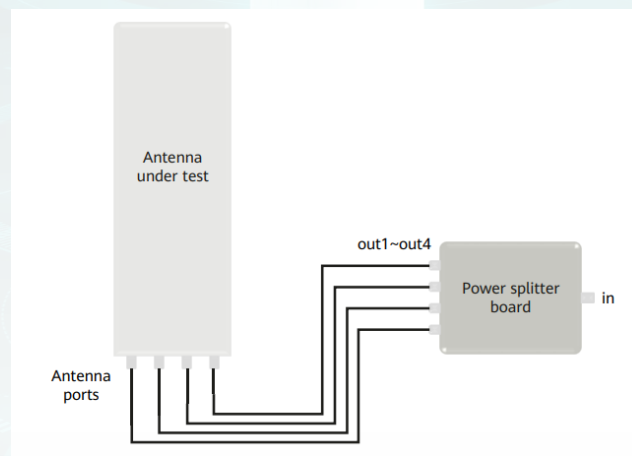 Antenna
under test
out1~out4
Power splitter
board
in
Antenna
ports